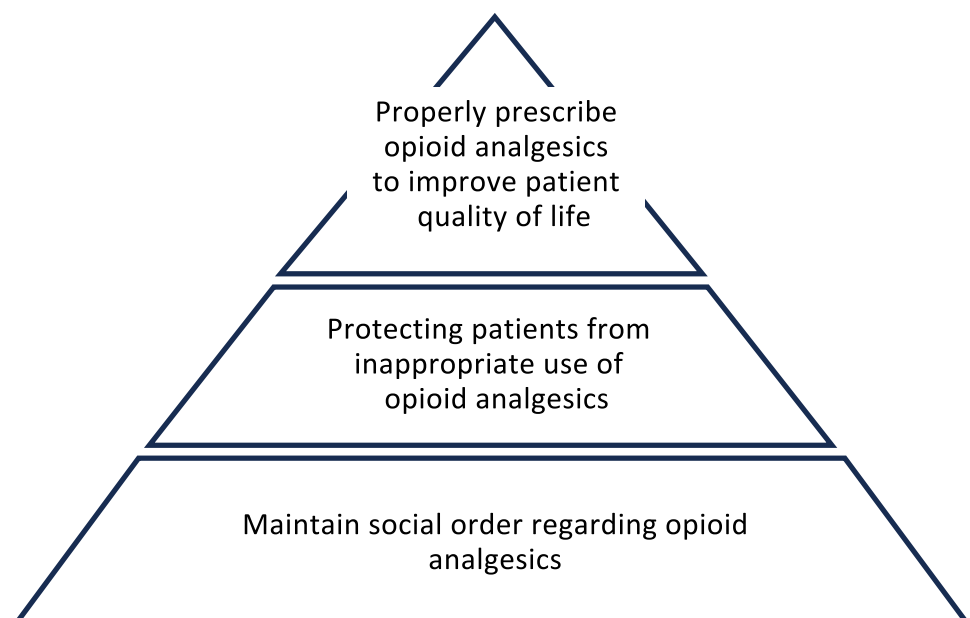 Properly prescribe
opioid analgesics
to improve patient
quality of life
Protecting patients from
inappropriate use of
opioid analgesics
Maintain social order regarding opioid
analgesics